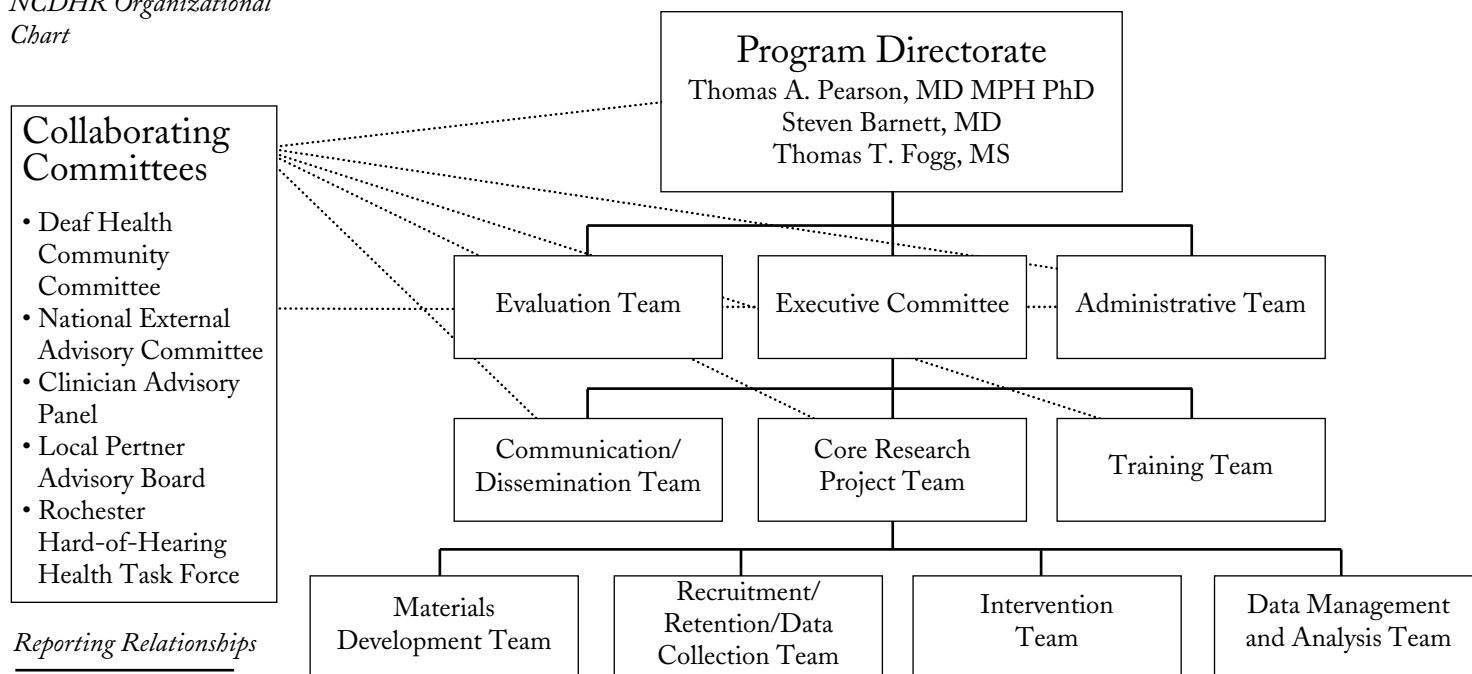 NCDHR Organizational
Chart
Program Directorate
Thomas A. Pearson, MD MPH PhD
Steven Barnett, MD
Thomas T. Fogg, MS
Collaborating
Committees
• Deaf Health
Community
Committee
• National External
Advisory Committee
• Clinician Advisory
Panel
• Local Pertner
Advisory Board
• Rochester
Hard-of-Hearing
Health Task Force
Evaluation Team
Executive Committee
Administrative Team
Communication/
Dissemination Team
Core Research
Project Team
Training Team
Materials
Development Team
Recruitment/
Retention/Data
Collection Team
Intervention
Team
Data Management
and Analysis Team
Reporting Relationships